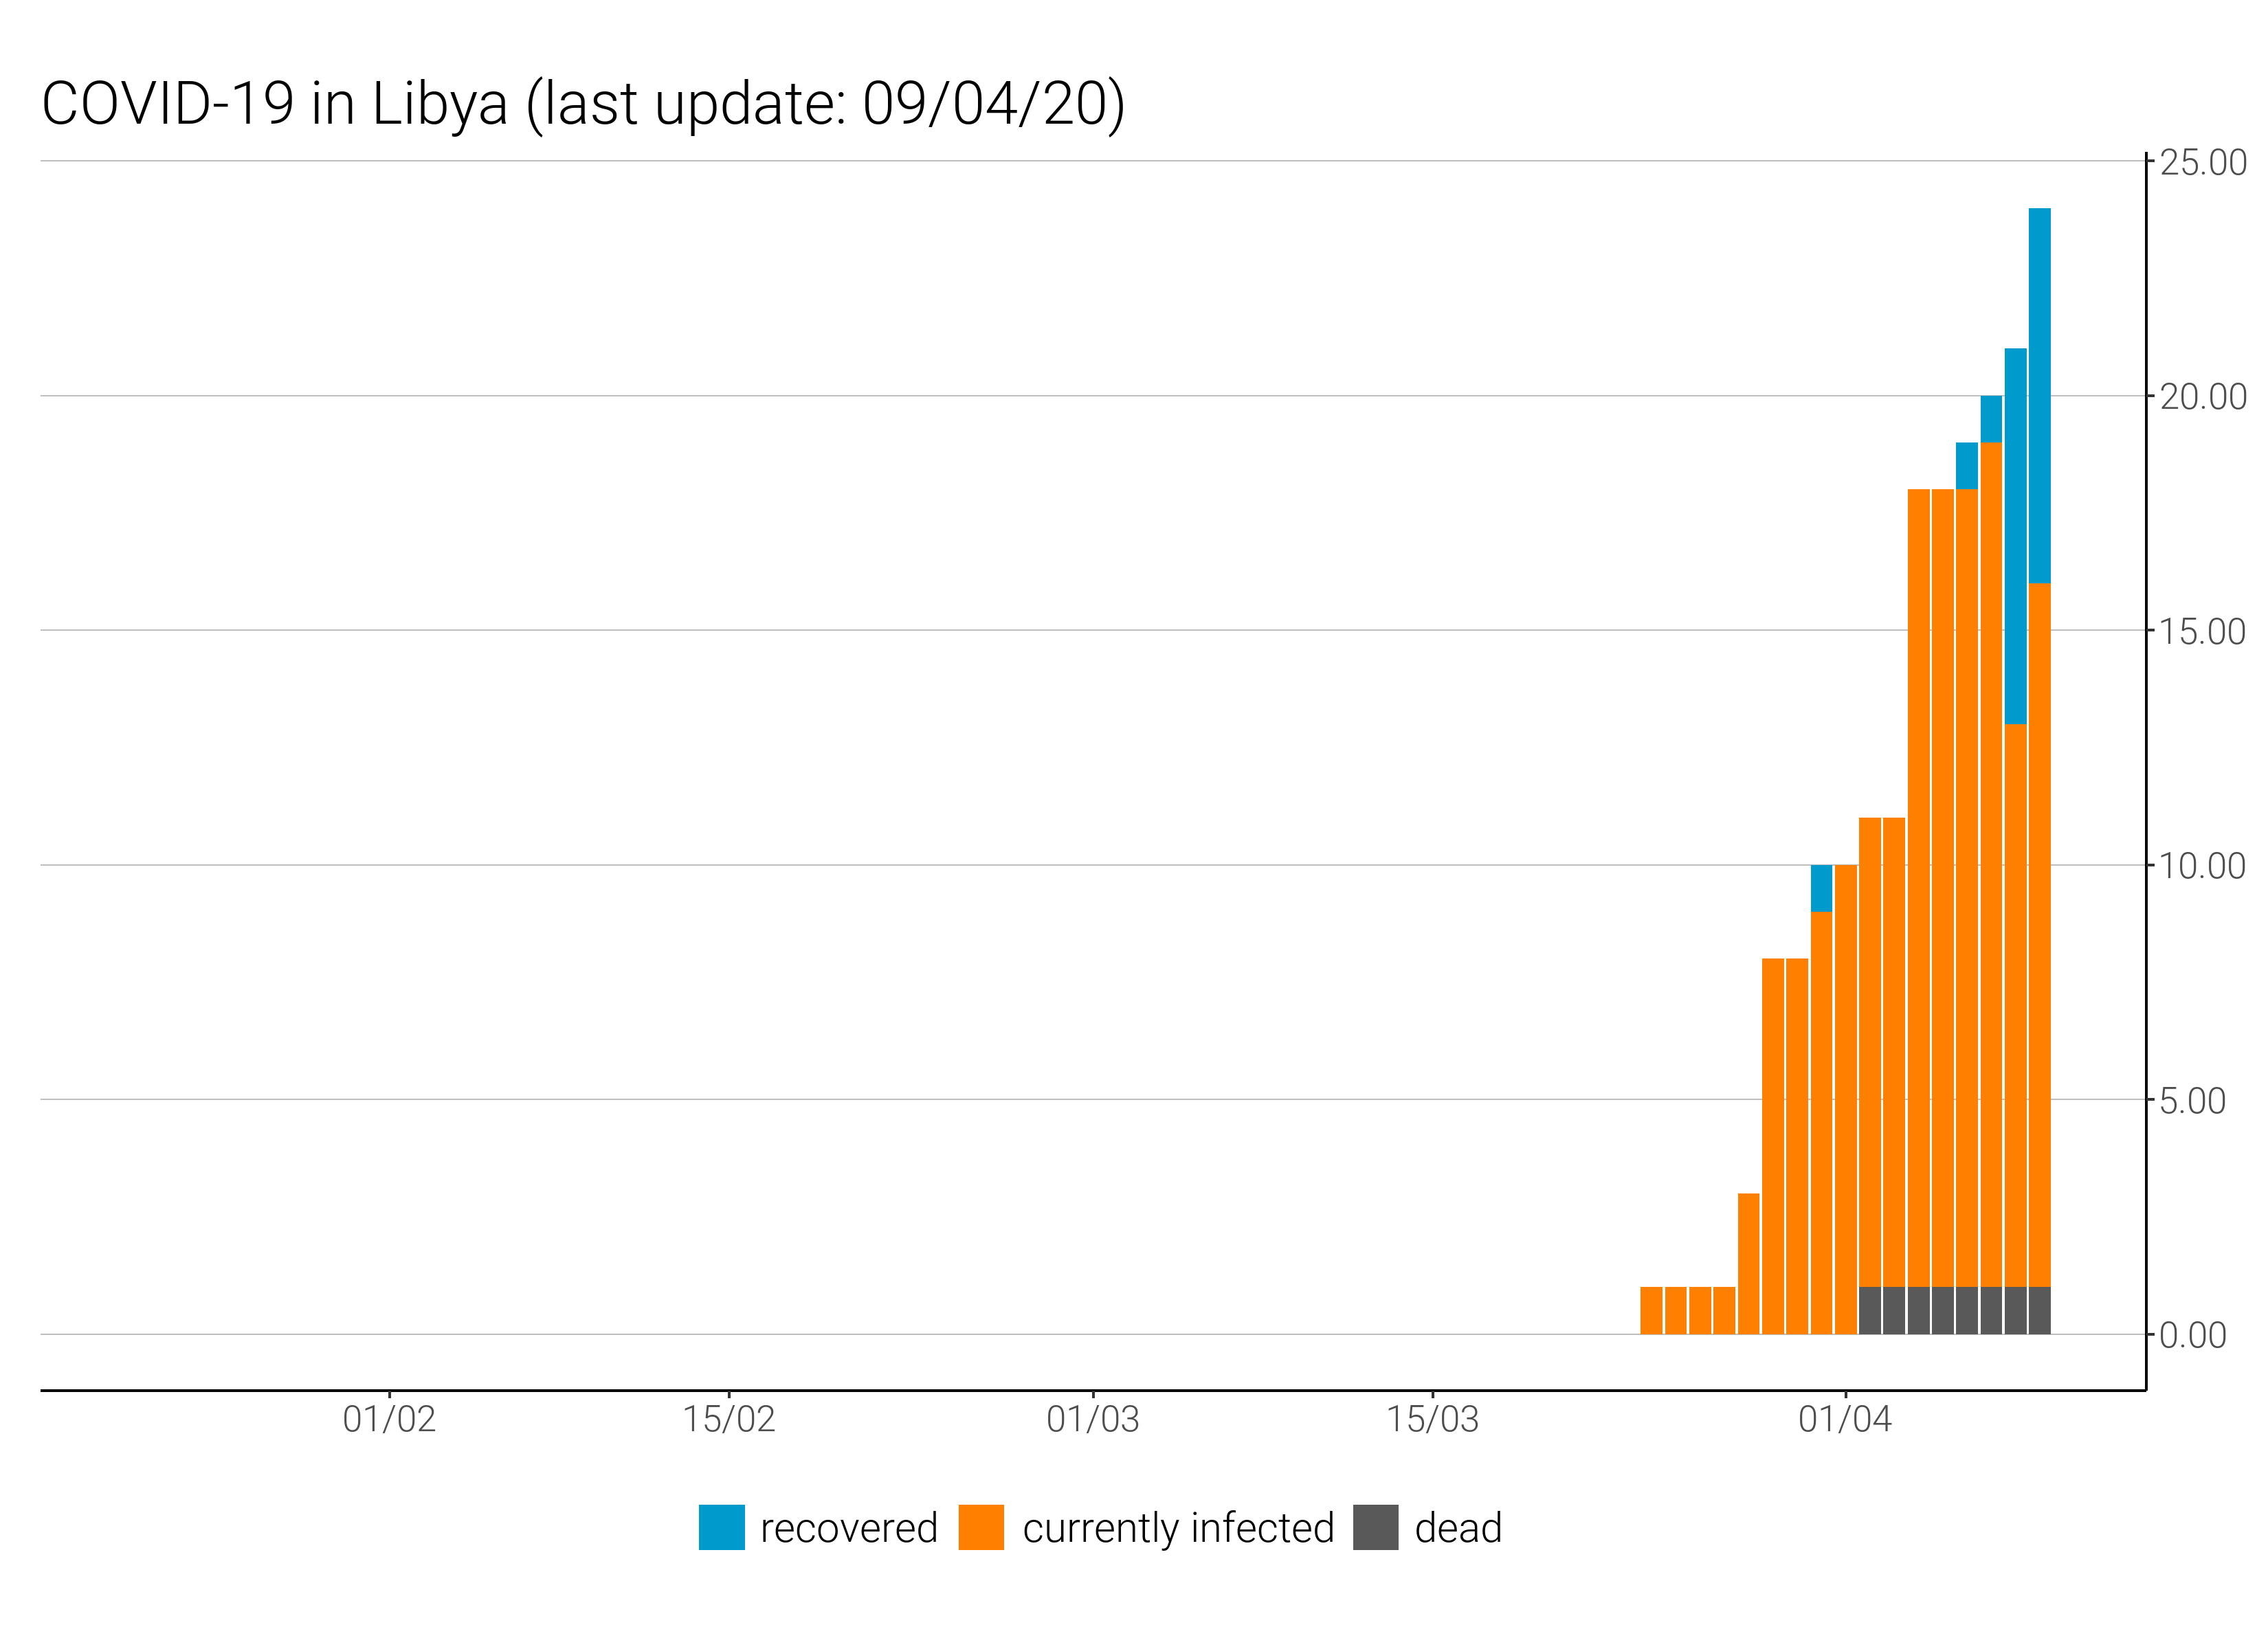 COVID-19 in Libya (last update: 09/04/20)
25.00
20.00
15.00
10.00
5.00
0.00
01/02 15/02 01/03 15/03 01/04
recovered currently infected dead